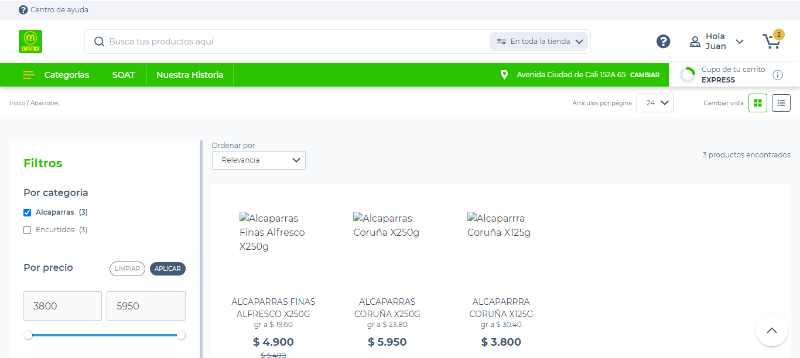 Centro de ayuda
Busca tus productos aquí
En toda la tienda
Hola
Juan
2
Categorías
SOAT
Nuestra Historia
Avenida Ciudad de Cali 152A 65 CAMBIAR
Cupo de tu carrito
EXPRESS
Inicio / Abarrotes
Artículos por página
24
Cambiar vista
Filtros
Por categoria
Alcaparras (3)
Encurtidos (3)
Por precio
LIMPIAR
APLICAR
3800
5950
Ordenar por
Relevancia
3 productos encontrados
Alcaparras
Finas Alfresco
X250g
Alcaparras
Coruña X250g
Alcaparrra
Coruña X125g
ALCAPARRAS FINAS
ALFRESCO X250G
gr a $ 19.60
$ 4.900
$ 5.400
ALCAPARRAS
CORUÑA X250G
gr a $ 23.80
$ 5.950
ALCAPARRRA
CORUÑA X125G
gr a $ 30.40
$ 3.800